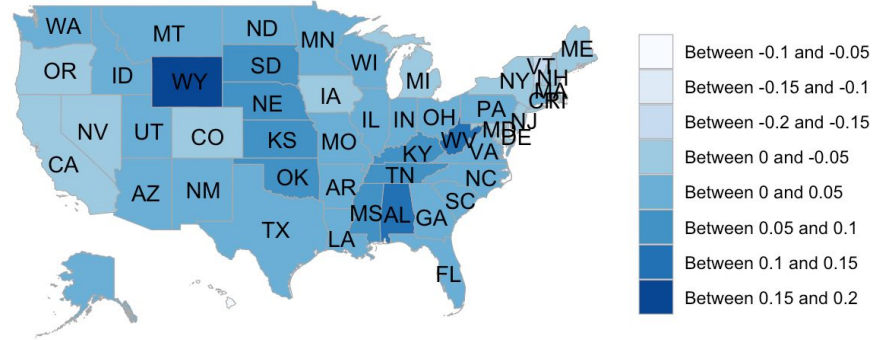 WA
MT
ND
MN
ME
OR
ID
SD
WI
MI
VT
NH
NY
MA
WY
NE
IA
PA
CT
RI
NV
UT
CO
IL
IN
OH
NJ
MD
DE
CA
KS
MO
KY
WV
VA
AZ
NM
OK
AR
TN
NC
TX
LA
MS
AL
GA
SC
FL
Between -0.1 and -0.05
Between -0.15 and -0.1
Between -0.2 and -0.15
Between 0 and -0.05
Between 0 and 0.05
Between 0.05 and 0.1
Between 0.1 and 0.15
Between 0.15 and 0.2